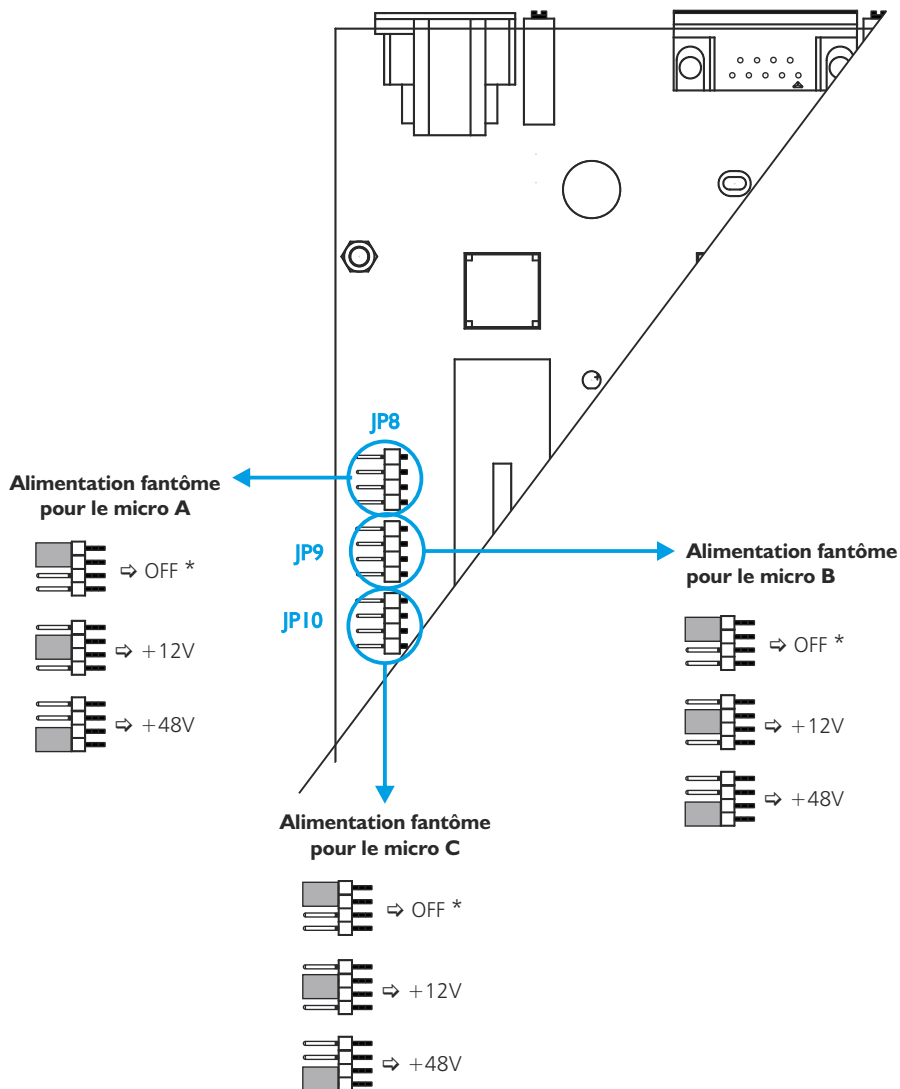 JP8
Alimentation fantôme
pour le micro A
⇨ OFF *
⇨ +12V
⇨ +48V
JP9
JP10
Alimentation fantôme
pour le micro B
⇨ OFF *
⇨ +12V
⇨ +48V
Alimentation fantôme
pour le micro C
⇨ OFF *
⇨ +12V
⇨ +48V